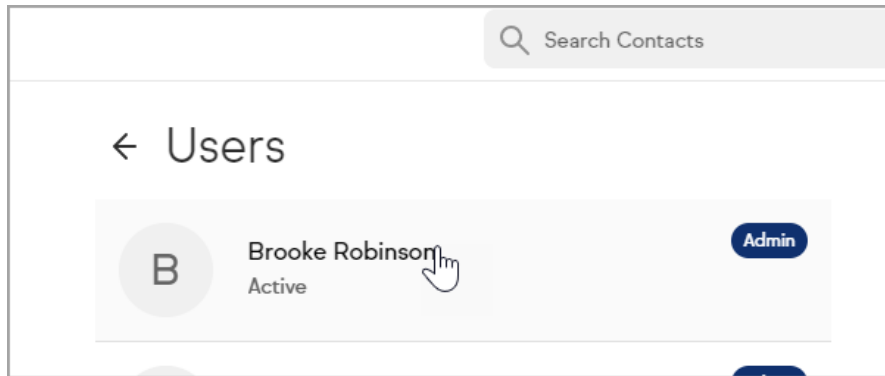 Search Contacts
Users
B
Brooke Robinson
Admin
Active